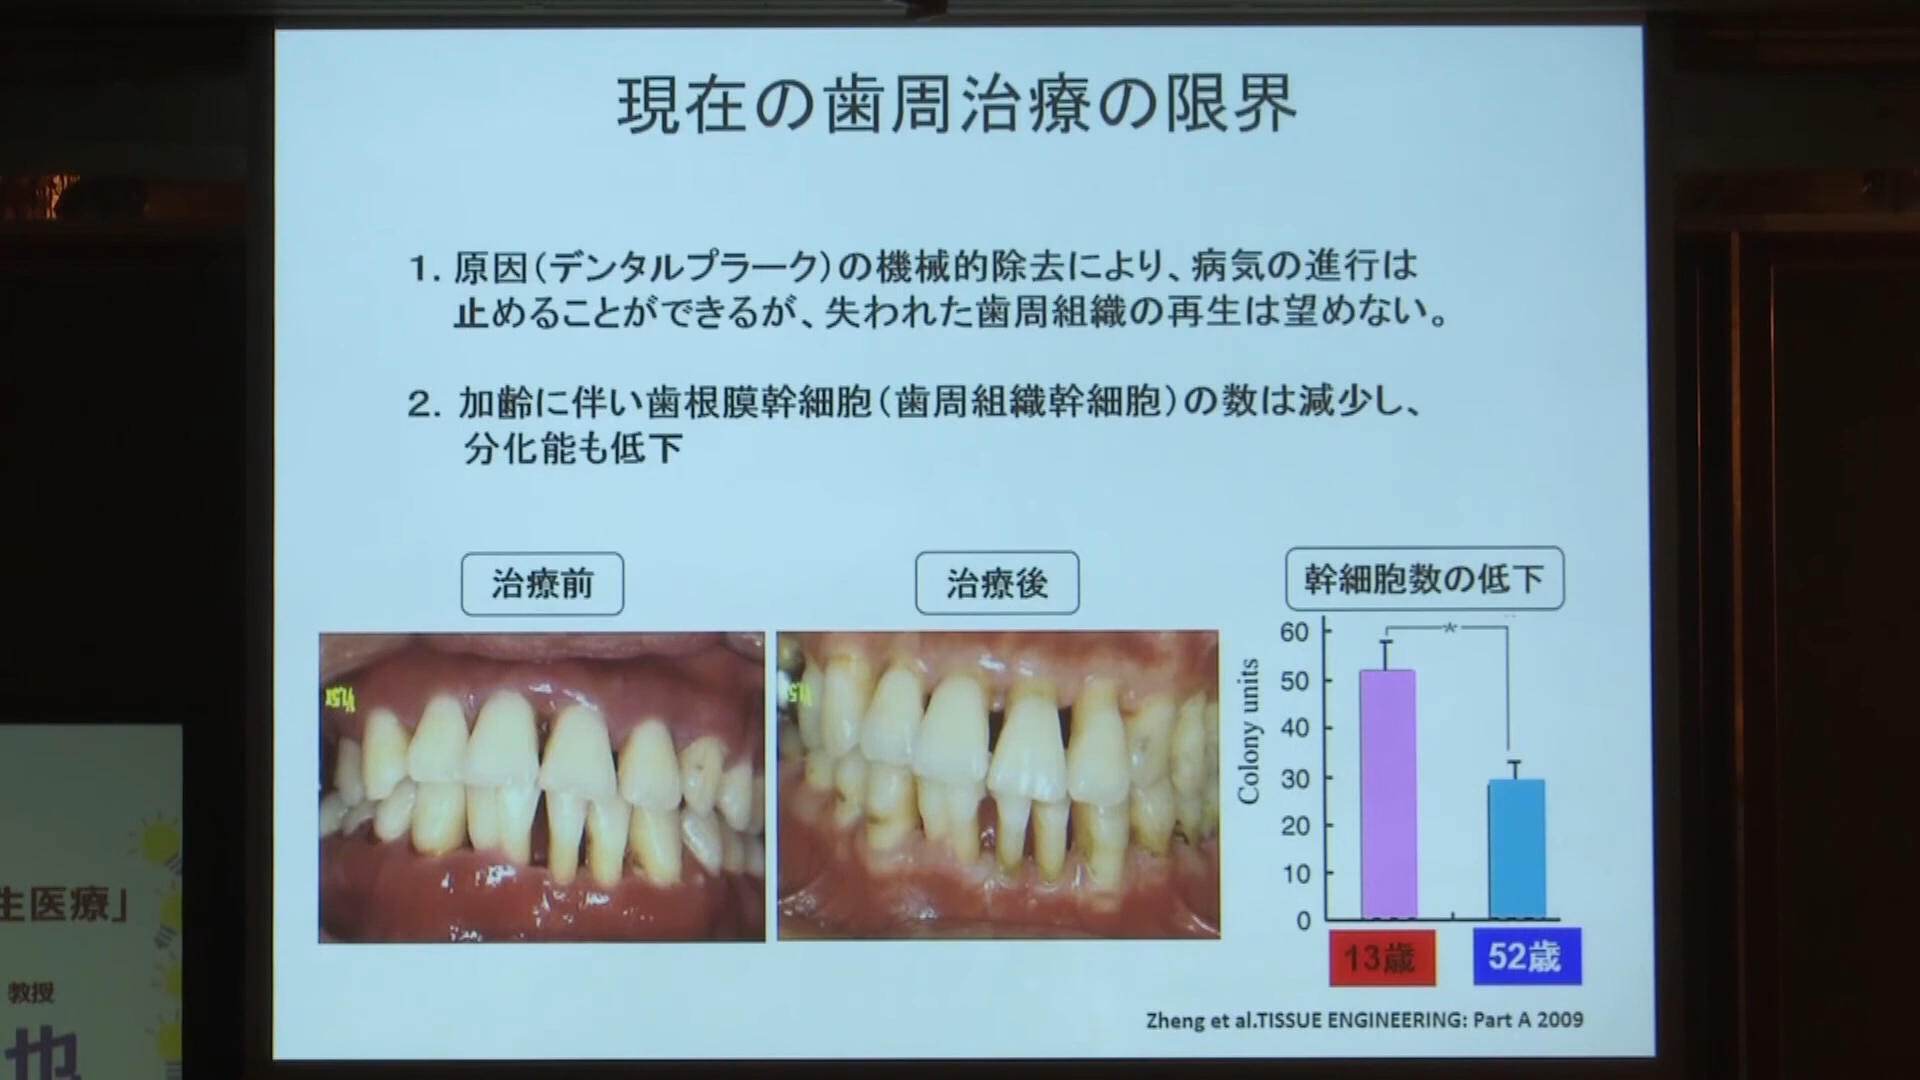 現在の歯周治療の限界
1. 原因(デンタルプラーク)の機械的除去により、病気の進行は
止めることができるが、失われた歯周組織の再生は望めない。
2. 加齢に伴い歯根膜幹細胞(歯周組織幹細胞)の数は減少し、
分化能も低下
治療前
治療後
幹細胞数の低下
Colony units
60
50
40
30
20
10
0
*
13歳
52歳
Zheng et al.TISSUE ENGINEERING: Part A 2009
生医療」
教授
也